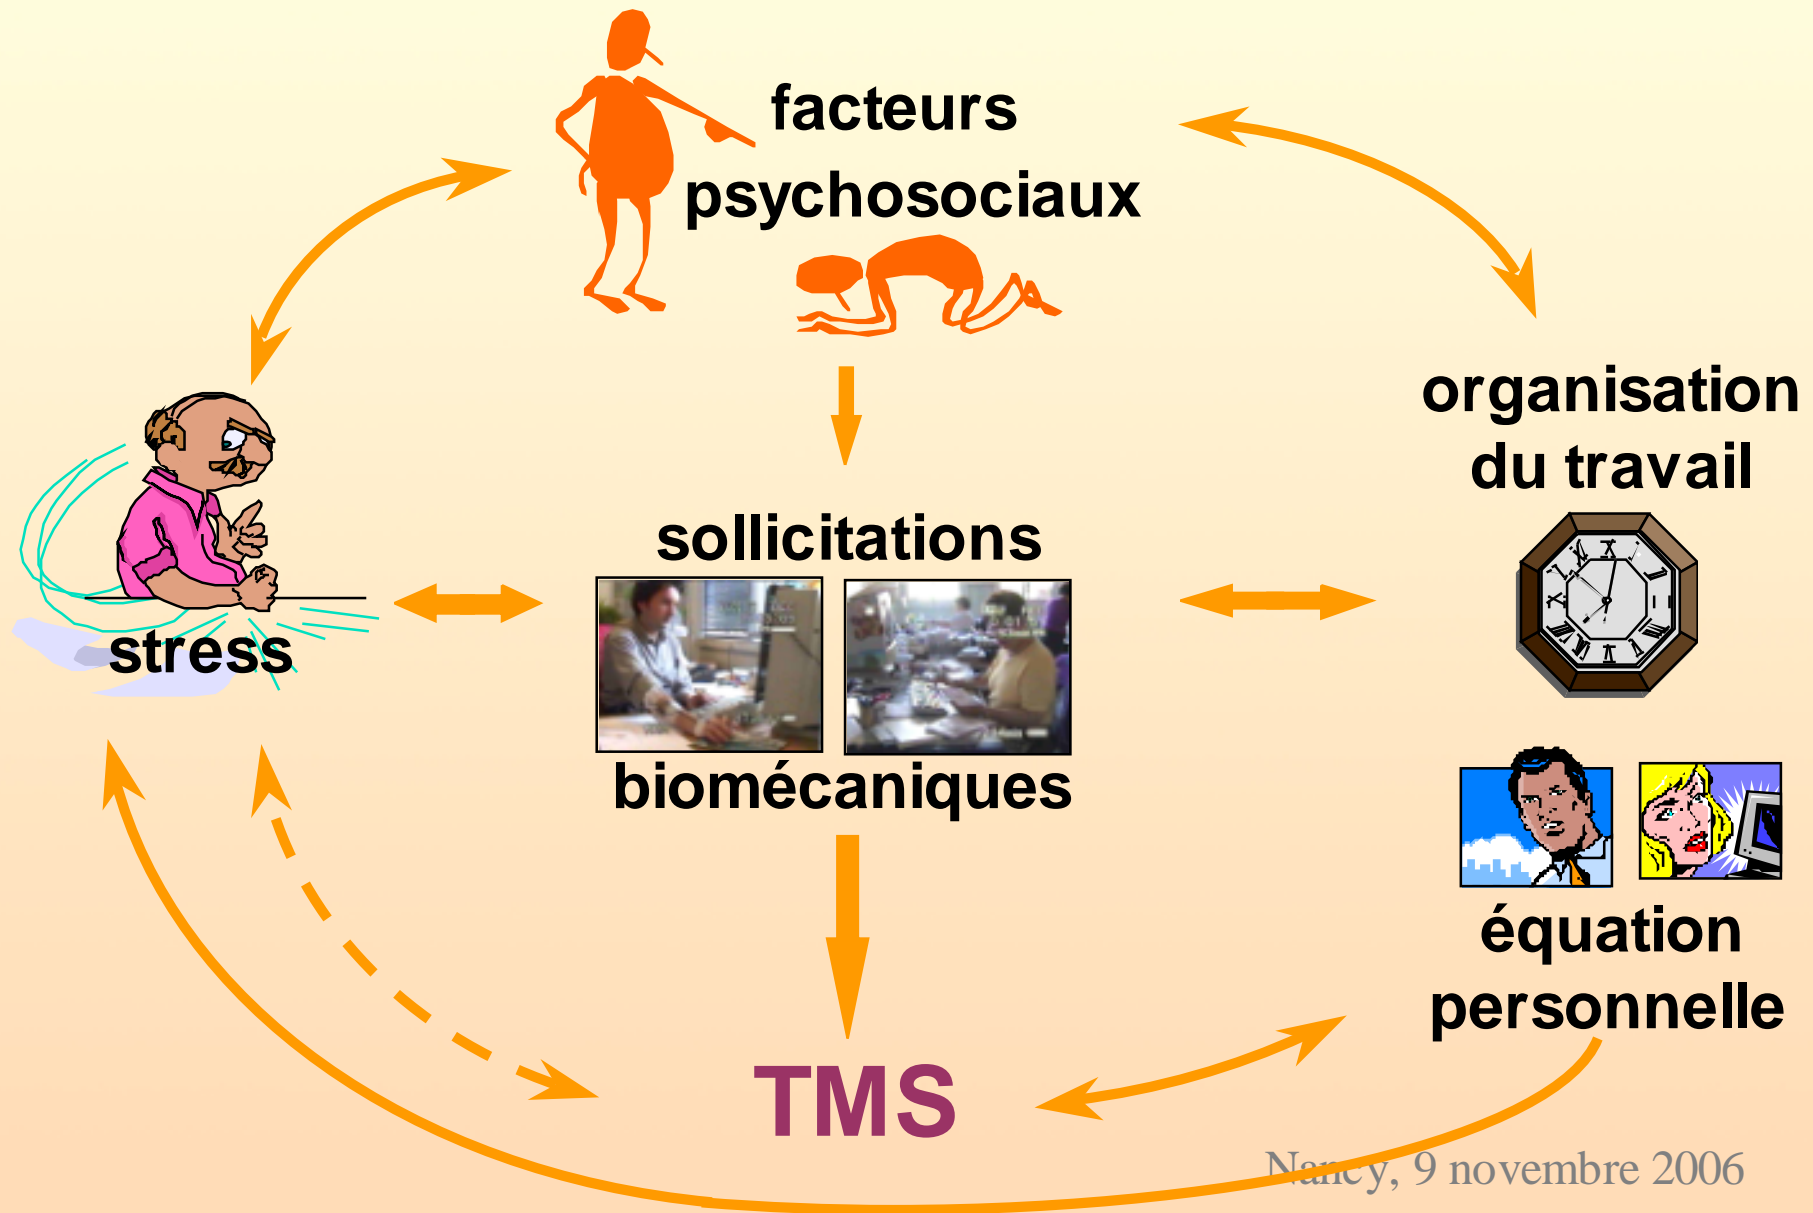 facteurs
psychosociaux
organisation
du travail
sollicitations
stress
biomécaniques
équation
personnelle
TMS
Nancy, 9 novembre 2006